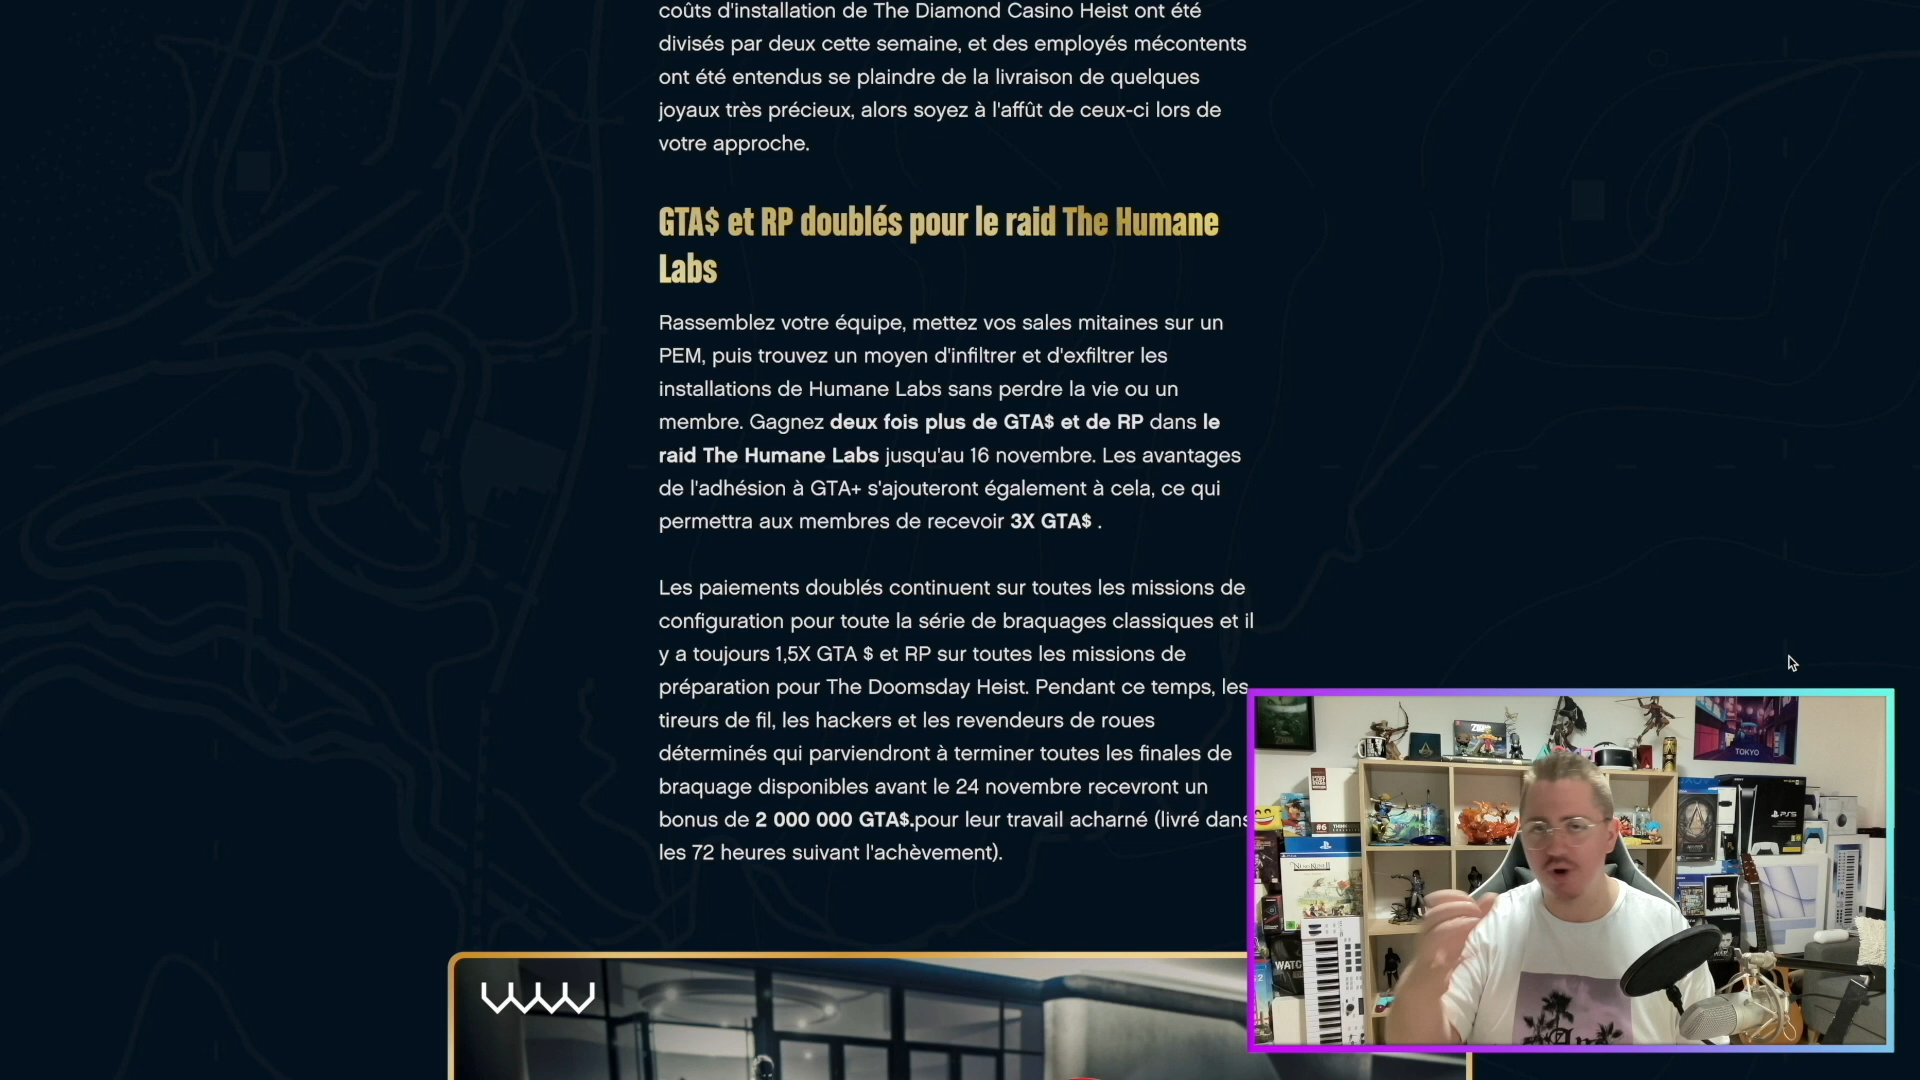 coûts d'installation de The Diamond Casino Heist ont été
divisés par deux cette semaine, et des employés mécontents
ont été entendus se plaindre de la livraison de quelques
joyaux très précieux, alors soyez à l'affût de ceux-ci lors de
votre approche.
GTA$ et RP doublés pour le raid The Humane
Labs
Rassemblez votre équipe, mettez vos sales mitaines sur un
PEM, puis trouvez un moyen d'infiltrer et d'exfiltrer les
installations de Humane Labs sans perdre la vie ou un
membre. Gagnez deux fois plus de GTA$ et de RP dans le
raid The Humane Labs jusqu'au 16 novembre. Les avantages
de l'adhésion à GTA+ s'ajouteront également à cela, ce qui
permettra aux membres de recevoir 3X GTA$ .
Les paiements doublés continuent sur toutes les missions de
configuration pour toute la série de braquages classiques et il
y a toujours 1,5X GTA $ et RP sur toutes les missions de
préparation pour The Doomsday Heist. Pendant ce temps, les
tireurs de fil, les hackers et les revendeurs de roues
déterminés qui parviendront à terminer toutes les finales de
braquage disponibles avant le 24 novembre recevront un
bonus de 2 000 000 GTA$.pour leur travail acharné (livré dans
les 72 heures suivant l'achèvement).
TOKYO
PS5
#6
WATC